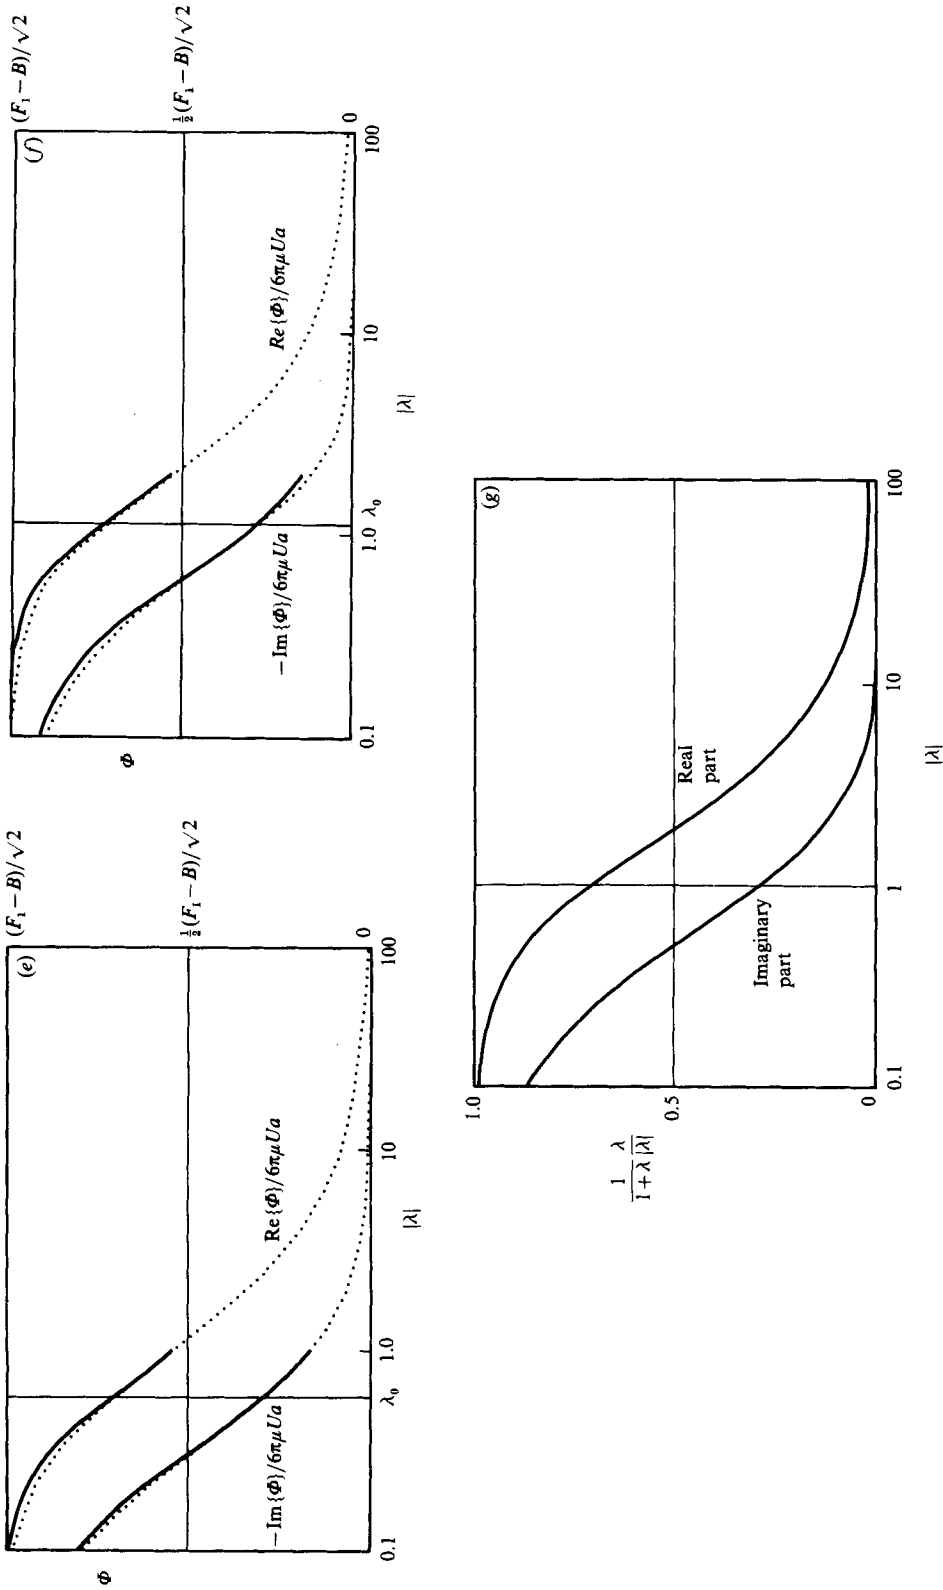 (e)
Φ
(F₁ − B)/√2
½(F₁ − B)/√2
0
−Im{Φ}/6πμUa
Re{Φ}/6πμUa
0.1
λ₀
1.0
10
100
|λ|
(f)
Φ
(F₁ − B)/√2
½(F₁ − B)/√2
0
−Im{Φ}/6πμUa
Re{Φ}/6πμUa
0.1
1.0
λ₀
10
100
|λ|
(g)
1.0
0.5
0
1 λ
1 + λ |λ|
Imaginary
part
Real
part
0.1
1
10
100
|λ|